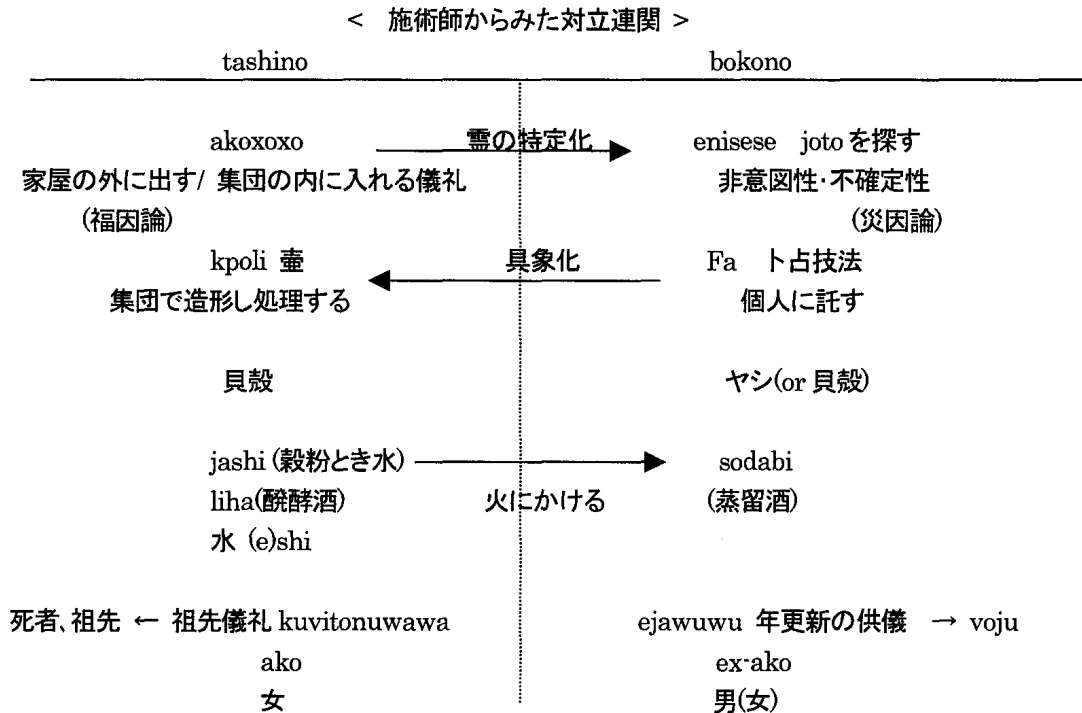 < 施術師からみた対立連関 >
tashino bokono
akoxoxo 霊の特定化 enisese jotoを探す
家屋の外に出す/ 集団の内に入れる儀礼 非意図性・不確定性
(福因論) (災因論)
kpoli 壷 具象化 Fa 卜占技法
集団で造形し処理する 個人に託す
貝殻 ヤシ(or 貝殻)
jashi (穀粉とき水) sodabi
liha(醗酵酒) 火にかける (蒸留酒)
水 (e)shi
死者、祖先 ← 祖先儀礼 kuvitonuwawa ejawuwu 年更新の供儀 → voju
ako ex-ako
女 男(女)